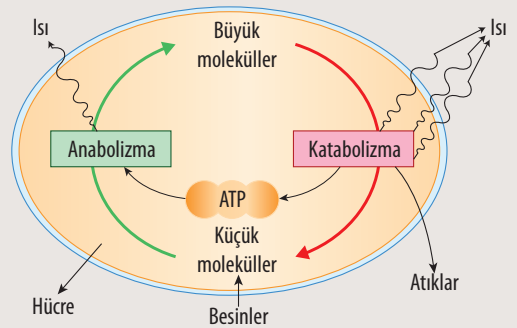 Isı
Büyük
moleküller
Isı
Anabolizma
Katabolizma
ATP
Küçük
moleküller
Hücre
Besinler
Atıklar